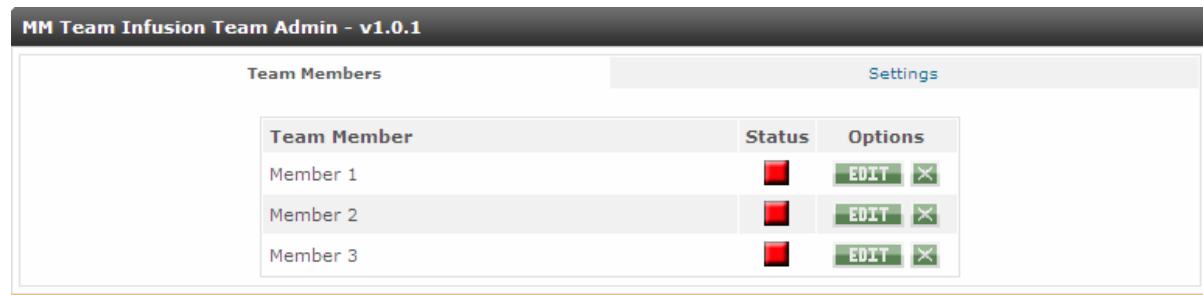 MM Team Infusion Team Admin - v1.0.1
Team Members Settings
Team Member Status Options
Member 1 EDIT
Member 2 EDIT
Member 3 EDIT